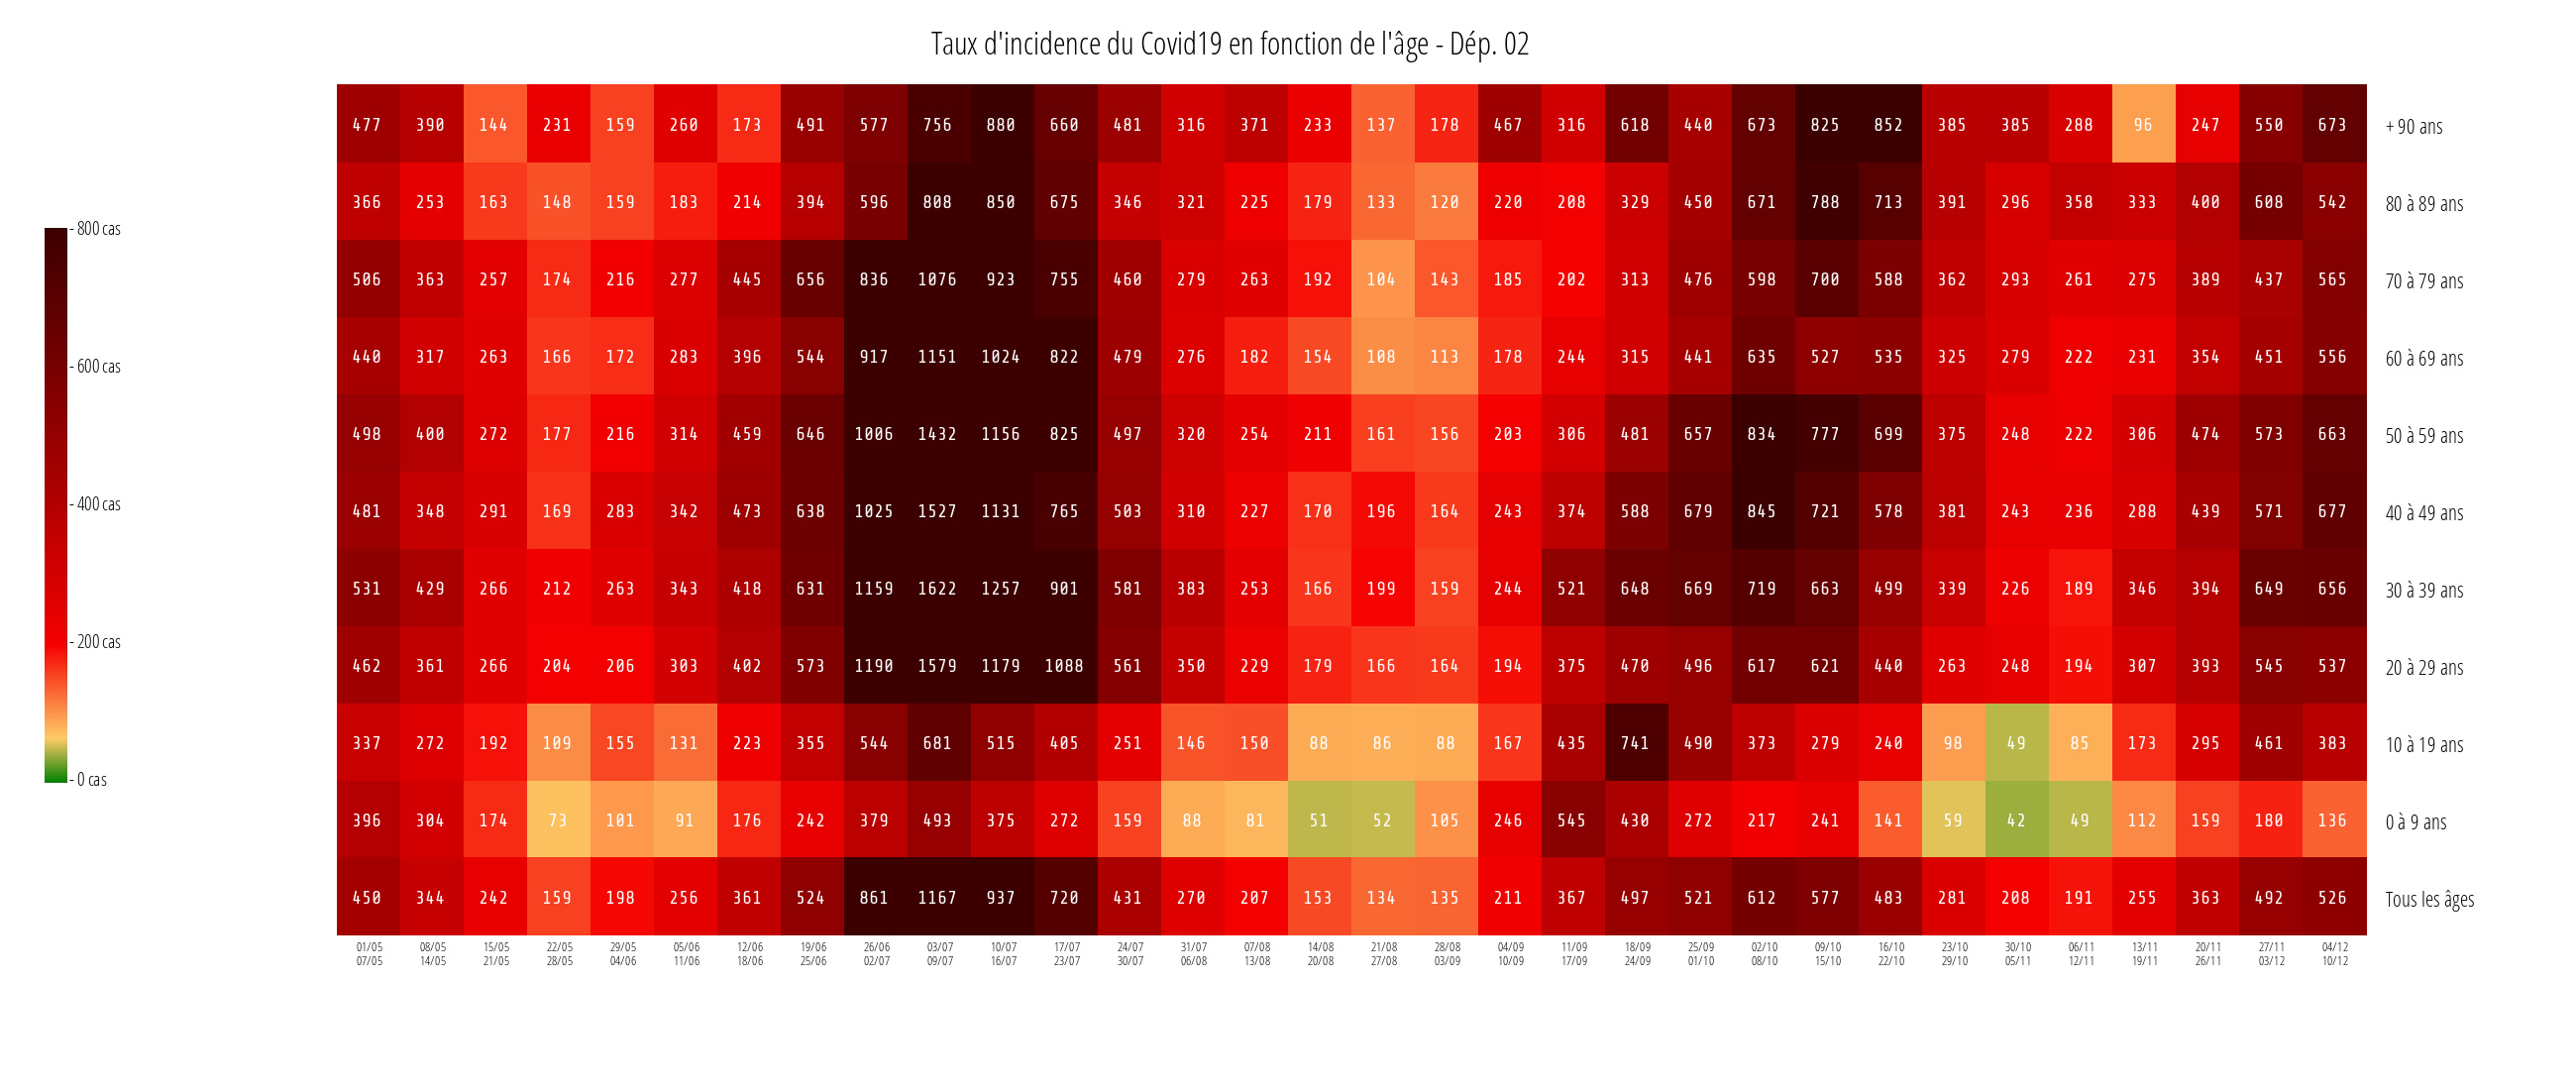 Taux d'incidence du Covid19 en fonction de l'âge - Dép. 02
- 800 cas
- 600 cas
- 400 cas
- 200 cas
- 0 cas
477 390 144 231 159 260 173 491 577 756 880 660 481 316 371 233 137 178 467 316 618 440 673 825 852 385 385 288 96 247 550 673 + 90 ans
366 253 163 148 159 183 214 394 596 808 850 675 346 321 225 179 133 120 220 208 329 450 671 788 713 391 296 358 333 400 608 542 80 à 89 ans
506 363 257 174 216 277 445 656 836 1076 923 755 460 279 263 192 104 143 185 202 313 476 598 700 588 362 293 261 275 389 437 565 70 à 79 ans
440 317 263 166 172 283 396 544 917 1151 1024 822 479 276 182 154 108 113 178 244 315 441 635 527 535 325 279 222 231 354 451 556 60 à 69 ans
498 400 272 177 216 314 459 646 1006 1432 1156 825 497 320 254 211 161 156 203 306 481 657 834 777 699 375 248 222 306 474 573 663 50 à 59 ans
481 348 291 169 283 342 473 638 1025 1527 1131 765 503 310 227 170 196 164 243 374 588 679 845 721 578 381 243 236 288 439 571 677 40 à 49 ans
531 429 266 212 263 343 418 631 1159 1622 1257 901 581 383 253 166 199 159 244 521 648 669 719 663 499 339 226 189 346 394 649 656 30 à 39 ans
462 361 266 204 206 303 402 573 1190 1579 1179 1088 561 350 229 179 166 164 194 375 470 496 617 621 440 263 248 194 307 393 545 537 20 à 29 ans
337 272 192 109 155 131 223 355 544 681 515 405 251 146 150 88 86 88 167 435 741 490 373 279 240 98 49 85 173 295 461 383 10 à 19 ans
396 304 174 73 101 91 176 242 379 493 375 272 159 88 81 51 52 105 246 545 430 272 217 241 141 59 42 49 112 159 180 136 0 à 9 ans
450 344 242 159 198 256 361 524 861 1167 937 720 431 270 207 153 134 135 211 367 497 521 612 577 483 281 208 191 255 363 492 526 Tous les âges
01/05 08/05 15/05 22/05 29/05 05/06 12/06 19/06 26/06 03/07 10/07 17/07 24/07 31/07 07/08 14/08 21/08 28/08 04/09 11/09 18/09 25/09 02/10 09/10 16/10 23/10 30/10 06/11 13/11 20/11 27/11 04/12
07/05 14/05 21/05 28/05 04/06 11/06 18/06 25/06 02/07 09/07 16/07 23/07 30/07 06/08 13/08 20/08 27/08 03/09 10/09 17/09 24/09 01/10 08/10 15/10 22/10 29/10 05/11 12/11 19/11 26/11 03/12 10/12